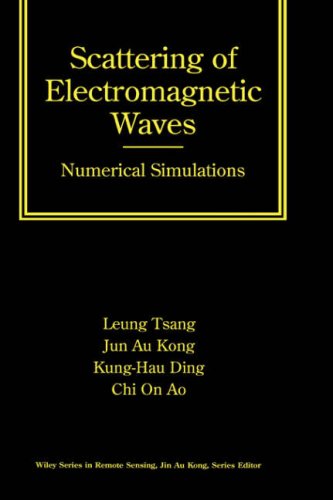 Scattering of
Electromagnetic
Waves
Numerical Simulations
Leung Tsang
Jun Au Kong
Kung-Hau Ding
Chi On Ao
Wiley Series in Remote Sensing, Jin Au Kong, Series Editor